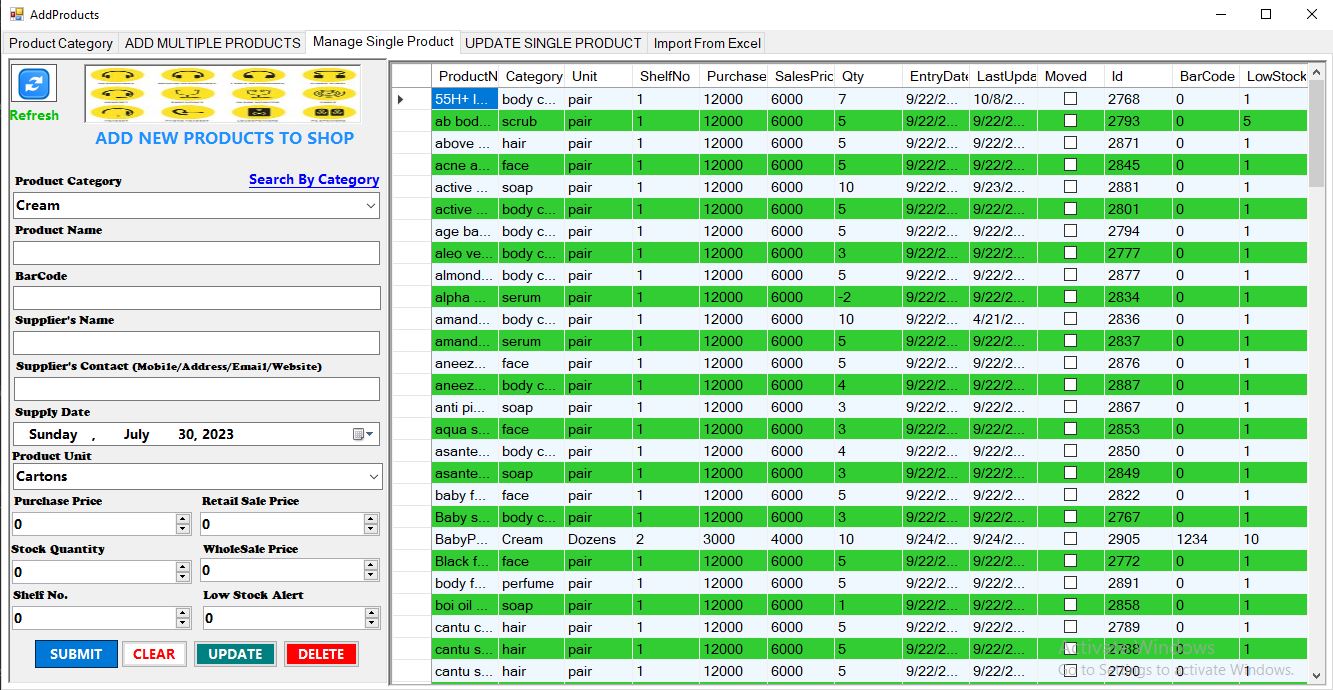 AddProducts
Product Category ADD MULTIPLE PRODUCTS Manage Single Product UPDATE SINGLE PRODUCT Import From Excel
Refresh
ADD NEW PRODUCTS TO SHOP
Product Category Search By Category
Cream
Product Name
BarCode
Supplier's Name
Supplier's Contact (Mobile/Address/Email/Website)
Supply Date
Sunday , July 30, 2023
Product Unit
Cartons
Purchase Price Retail Sale Price
0 0
Stock Quantity WholeSale Price
0 0
Shelf No. Low Stock Alert
0 0
SUBMIT CLEAR UPDATE DELETE
ProductN Category Unit ShelfNo Purchase SalesPric Qty EntryDate LastUpda Moved Id BarCode LowStock
55H+ l... body c... pair 1 12000 6000 7 9/22/2... 10/8/2... 2768 0 1
ab bod... scrub pair 1 12000 6000 5 9/22/2... 9/22/2... 2793 0 5
above ... hair pair 1 12000 6000 5 9/22/2... 9/22/2... 2871 0 1
acne a... face pair 1 12000 6000 5 9/22/2... 9/22/2... 2845 0 1
active ... soap pair 1 12000 6000 10 9/22/2... 9/23/2... 2881 0 1
active ... body c... pair 1 12000 6000 5 9/22/2... 9/22/2... 2801 0 1
age ba... body c... pair 1 12000 6000 5 9/22/2... 9/22/2... 2794 0 1
aleo ve... body c... pair 1 12000 6000 3 9/22/2... 9/22/2... 2777 0 1
almond... body c... pair 1 12000 6000 5 9/22/2... 9/22/2... 2877 0 1
alpha ... serum pair 1 12000 6000 -2 9/22/2... 9/22/2... 2834 0 1
amand... body c... pair 1 12000 6000 10 9/22/2... 4/21/2... 2836 0 1
amand... serum pair 1 12000 6000 5 9/22/2... 9/22/2... 2837 0 1
aneez... face pair 1 12000 6000 5 9/22/2... 9/22/2... 2876 0 1
aneez... body c... pair 1 12000 6000 4 9/22/2... 9/22/2... 2887 0 1
anti pi... soap pair 1 12000 6000 3 9/22/2... 9/22/2... 2867 0 1
aqua s... face pair 1 12000 6000 3 9/22/2... 9/22/2... 2853 0 1
asante... body c... pair 1 12000 6000 4 9/22/2... 9/22/2... 2850 0 1
asante... soap pair 1 12000 6000 3 9/22/2... 9/22/2... 2849 0 1
baby f... face pair 1 12000 6000 5 9/22/2... 9/22/2... 2822 0 1
Baby s... body c... pair 1 12000 6000 3 9/22/2... 9/22/2... 2767 0 1
BabyP... Cream Dozens 2 3000 4000 10 9/24/2... 9/24/2... 2905 1234 10
Black f... face pair 1 12000 6000 5 9/22/2... 9/22/2... 2772 0 1
body f... perfume pair 1 12000 6000 5 9/22/2... 9/22/2... 2891 0 1
boi oil ... soap pair 1 12000 6000 1 9/22/2... 9/22/2... 2858 0 1
cantu c... hair pair 1 12000 6000 5 9/22/2... 9/22/2... 2789 0 1
cantu s... hair pair 1 12000 6000 5 9/22/2... 9/22/2... 2788 0 1
cantu s... hair pair 1 12000 6000 5 9/22/2... 9/22/2... 2790 0 1
Activate Windows
Go to Settings to activate Windows.